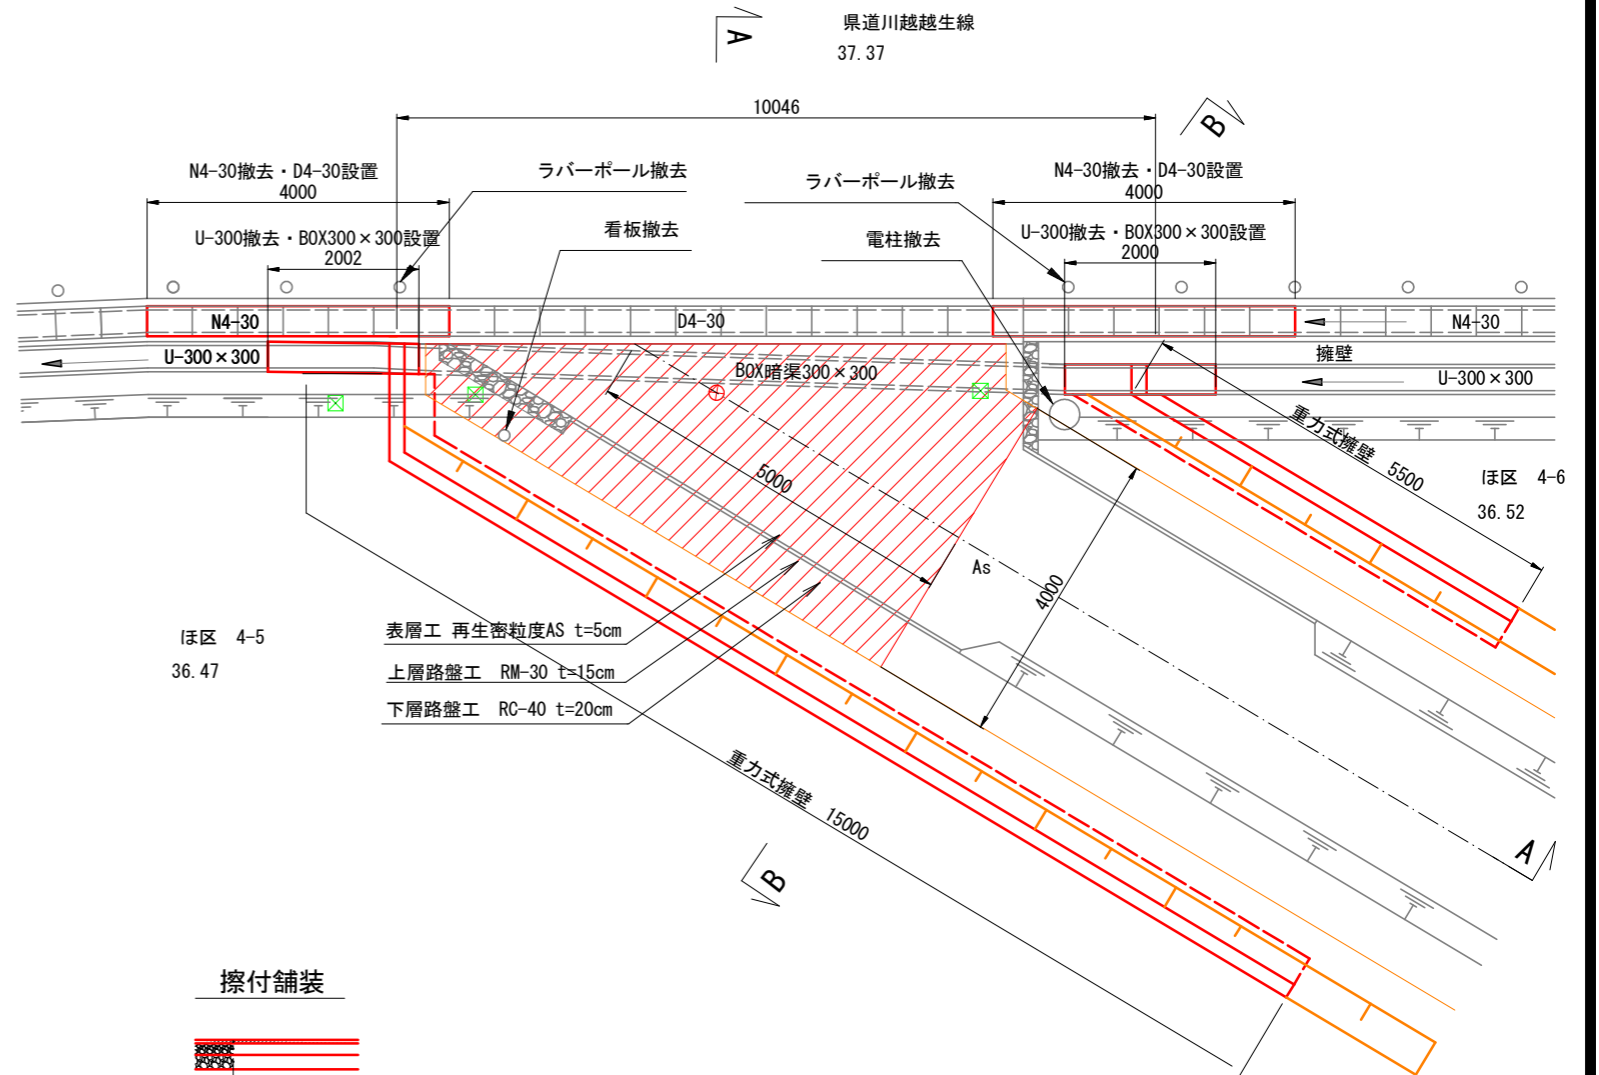 県道川越越生線
37.37
A
B
10046
N4-30撤去・D4-30設置
4000
ラバーポール撤去
ラバーポール撤去
N4-30撤去・D4-30設置
4000
U-300撤去・BOX300×300設置
2002
看板撤去
電柱撤去
U-300撤去・BOX300×300設置
2000
N4-30
D4-30
N4-30
U-300×300
BOX暗渠300×300
擁壁
U-300×300
重力式擁壁 5500
ほ区 4-6
36.52
5000
As
4000
ほ区 4-5
36.47
表層工 再生密粒度AS t=5cm
上層路盤工 RM-30 t=15cm
下層路盤工 RC-40 t=20cm
重力式擁壁 15000
A
B
擦付舗装